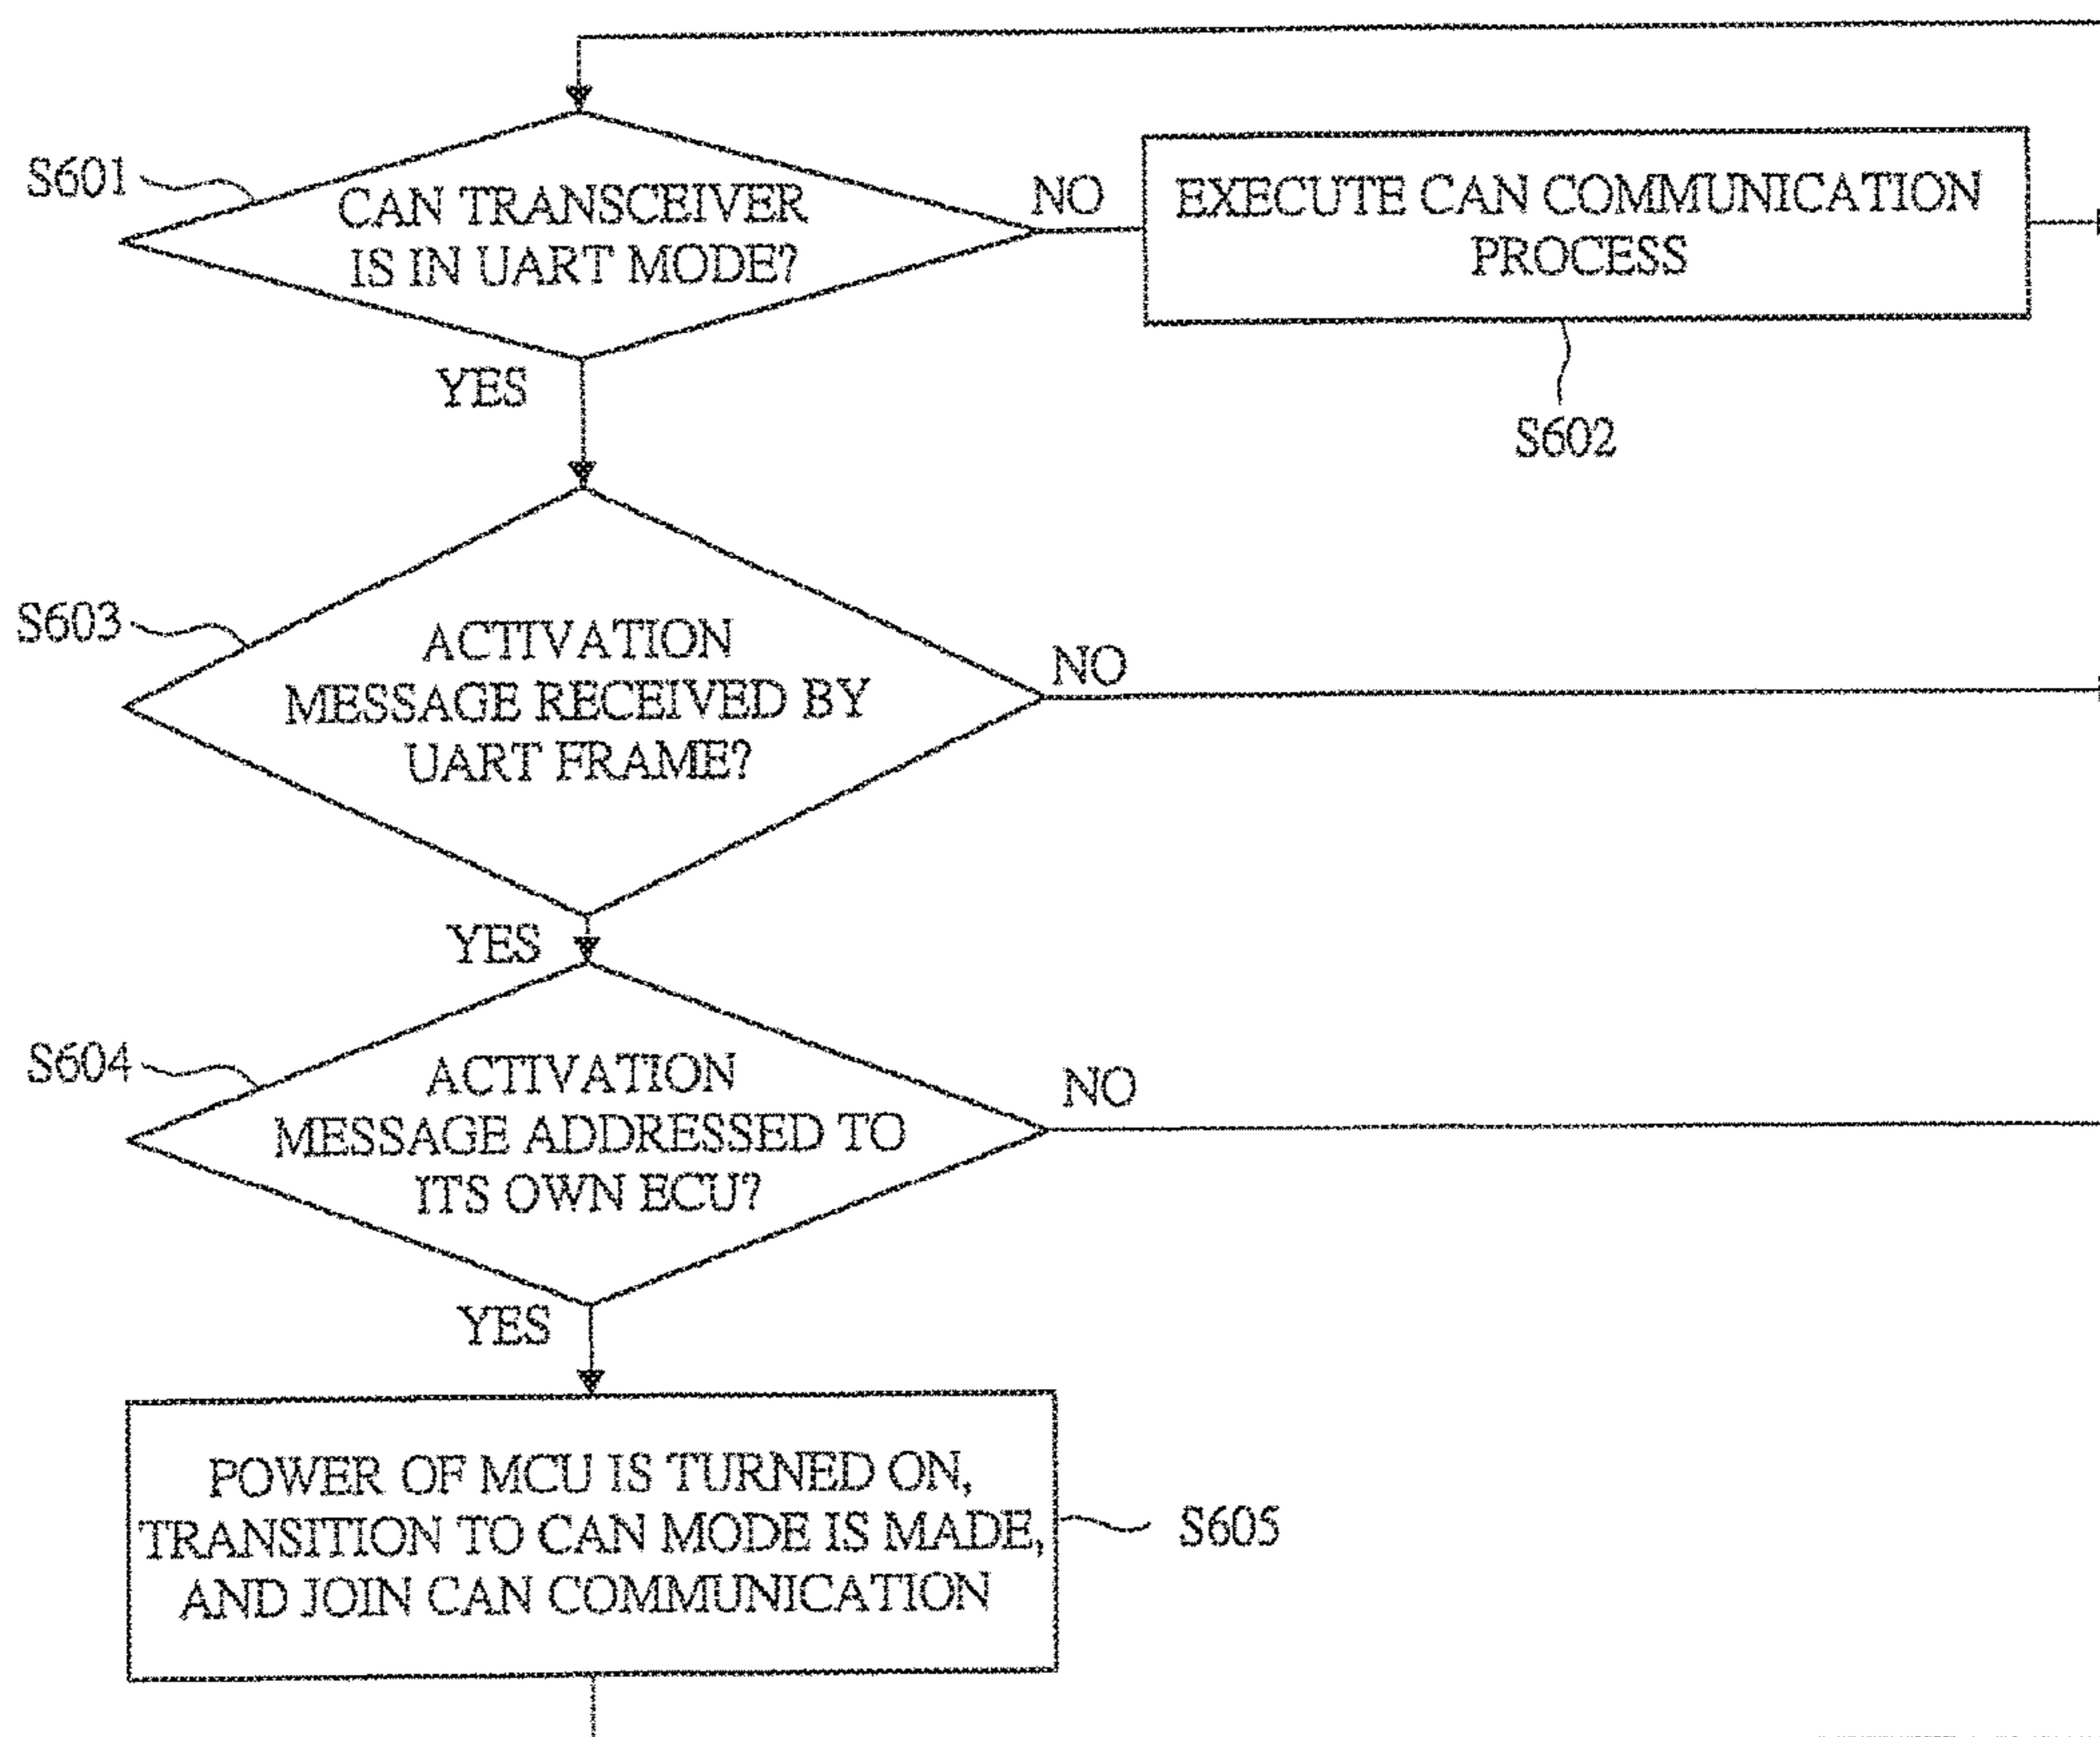 S601
CAN TRANSCEIVER
IS IN UART MODE?
NO
EXECUTE CAN COMMUNICATION
PROCESS
S602
YES
S603
ACTIVATION
MESSAGE RECEIVED BY
UART FRAME?
NO
YES
S604
ACTIVATION
MESSAGE ADDRESSED TO
ITS OWN ECU?
NO
YES
POWER OF MCU IS TURNED ON,
TRANSITION TO CAN MODE IS MADE,
AND JOIN CAN COMMUNICATION
S605